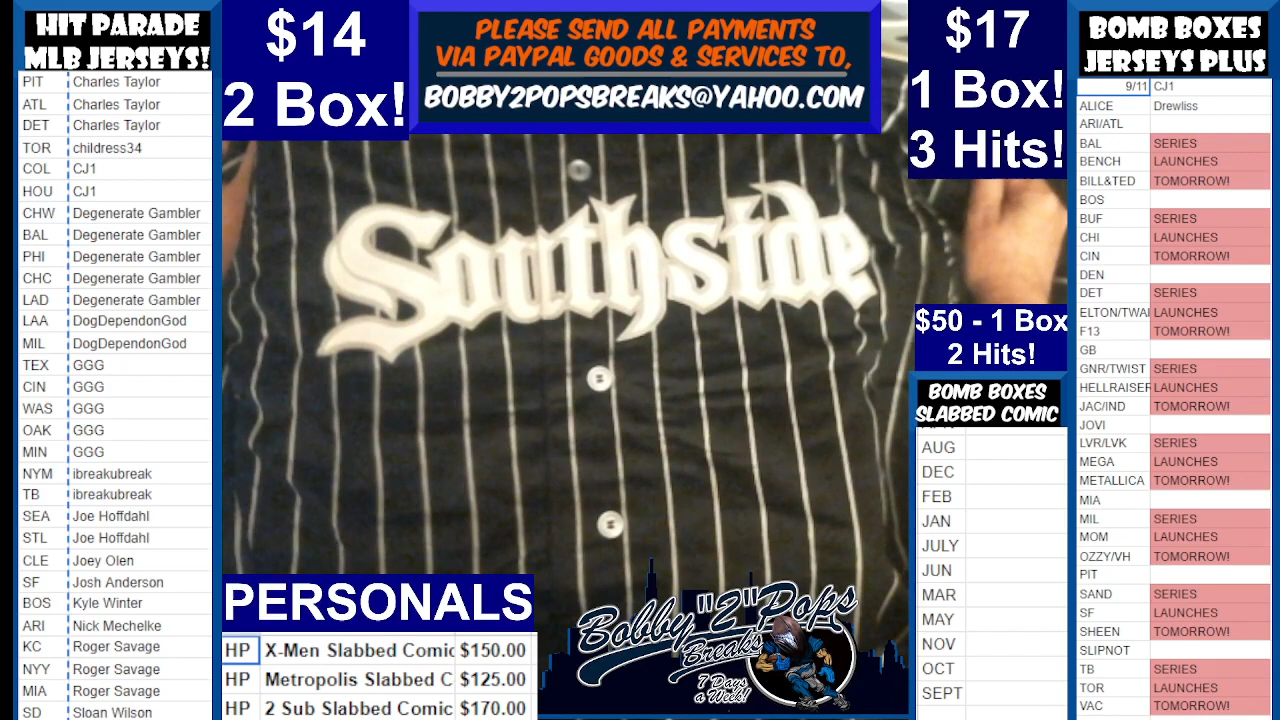 HIT PARADE
MLB JERSEYS!
PIT Charles Taylor
ATL Charles Taylor
DET Charles Taylor
TOR childress34
COL CJ1
HOU CJ1
CHW Degenerate Gambler
BAL Degenerate Gambler
PHI Degenerate Gambler
CHC Degenerate Gambler
LAD Degenerate Gambler
LAA DogDependonGod
MIL DogDependonGod
TEX GGG
CIN GGG
WAS GGG
OAK GGG
MIN GGG
NYM ibreakubreak
TB ibreakubreak
SEA Joe Hoffdahl
STL Joe Hoffdahl
CLE Joey Olen
SF Josh Anderson
BOS Kyle Winter
ARI Nick Mechelke
KC Roger Savage
NYY Roger Savage
MIA Roger Savage
SD Sloan Wilson
$14
2 Box!
PLEASE SEND ALL PAYMENTS
VIA PAYPAL GOODS & SERVICES TO,
BOBBY2POPSBREAKS@YAHOO.COM
Southside
PERSONALS
HP X-Men Slabbed Comic $150.00
HP Metropolis Slabbed C $125.00
HP 2 Sub Slabbed Comic $170.00
Bobby "2" Pops
Breaks
7 Days
a Week!
$17
1 Box!
3 Hits!
$50 - 1 Box
2 Hits!
BOMB BOXES
SLABBED COMIC
AUG
DEC
FEB
JAN
JULY
JUN
MAR
MAY
NOV
OCT
SEPT
BOMB BOXES
JERSEYS PLUS
9/11 CJ1
ALICE Drewliss
ARI/ATL
BAL SERIES
BENCH LAUNCHES
BILL&TED TOMORROW!
BOS
BUF SERIES
CHI LAUNCHES
CIN TOMORROW!
DEN
DET SERIES
ELTON/TWAI LAUNCHES
F13 TOMORROW!
GB
GNR/TWIST SERIES
HELLRAISER LAUNCHES
JAC/IND TOMORROW!
JOVI
LVR/LVK SERIES
MEGA LAUNCHES
METALLICA TOMORROW!
MIA
MIL SERIES
MOM LAUNCHES
OZZY/VH TOMORROW!
PIT
SAND SERIES
SF LAUNCHES
SHEEN TOMORROW!
SLIPNOT
TB SERIES
TOR LAUNCHES
VAC TOMORROW!